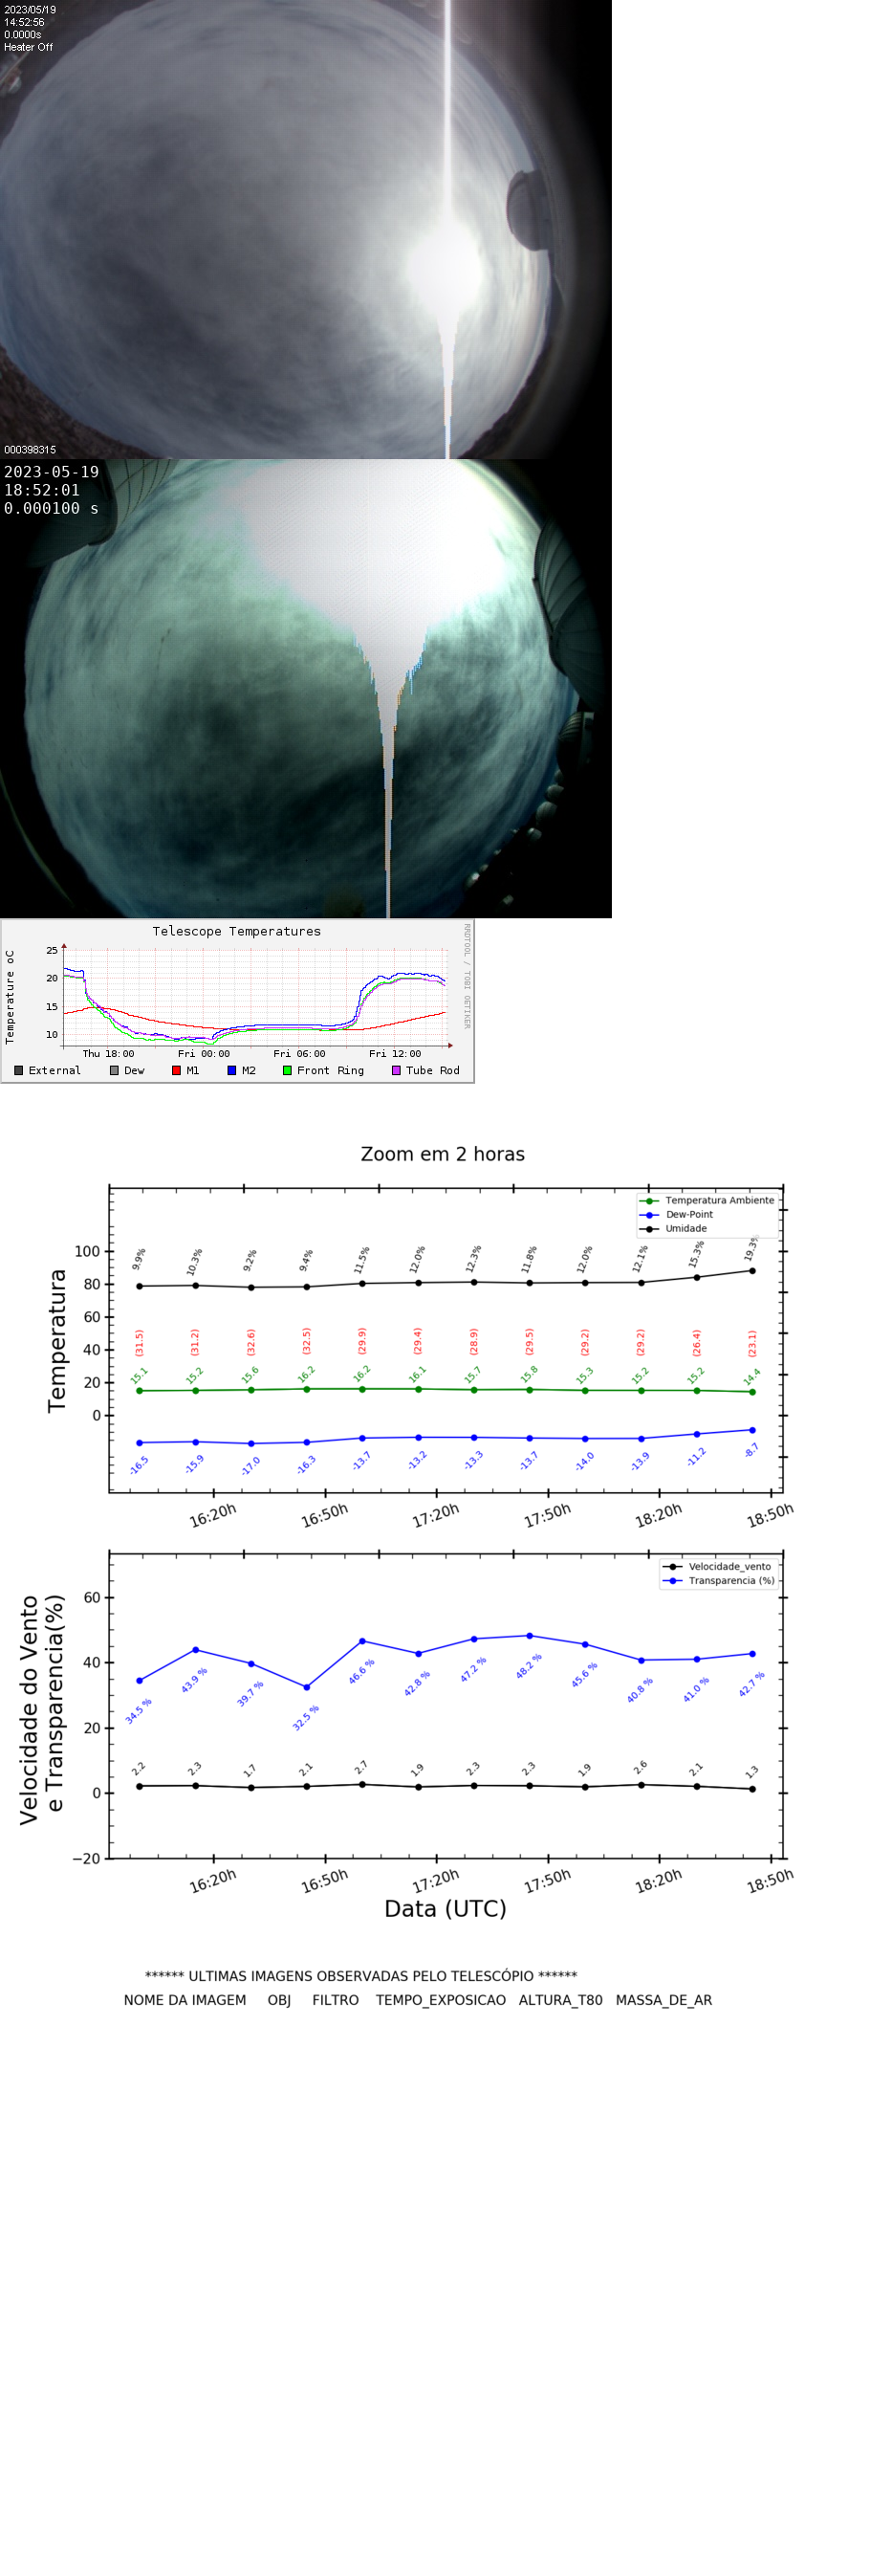 2023/05/19
14:52:56
0.0000s
Heater Off
000398315
2023-05-19
18:52:01
0.000100 s
Telescope Temperatures
RRDTOOL / TOBI OETIKER
Temperature oC
25
20
15
10
Thu 18:00 Fri 00:00 Fri 06:00 Fri 12:00
External Dew M1 M2 Front Ring Tube Rod
Zoom em 2 horas
Temperatura Ambiente
Dew-Point
Umidade
Temperatura
100
80
60
40
20
0
9.9% 10.3% 9.2% 9.4% 11.5% 12.0% 12.3% 11.8% 12.0% 12.1% 15.3% 19.3%
(31.5) (31.2) (32.6) (32.5) (29.9) (29.4) (28.9) (29.5) (29.2) (29.2) (26.4) (23.1)
15.1 15.2 15.6 16.2 16.2 16.1 15.7 15.8 15.3 15.2 15.2 14.4
-16.5 -15.9 -17.0 -16.3 -13.7 -13.2 -13.3 -13.7 -14.0 -13.9 -11.2 -8.7
16:20h 16:50h 17:20h 17:50h 18:20h 18:50h
Velocidade_vento
Transparencia (%)
Velocidade do Vento
e Transparencia(%)
60
40
20
0
−20
34.5 % 43.9 % 39.7 % 32.5 % 46.6 % 42.8 % 47.2 % 48.2 % 45.6 % 40.8 % 41.0 % 42.7 %
2.2 2.3 1.7 2.1 2.7 1.9 2.3 2.3 1.9 2.6 2.1 1.3
16:20h 16:50h 17:20h 17:50h 18:20h 18:50h
Data (UTC)
****** ULTIMAS IMAGENS OBSERVADAS PELO TELESCÓPIO ******
NOME DA IMAGEM OBJ FILTRO TEMPO_EXPOSICAO ALTURA_T80 MASSA_DE_AR